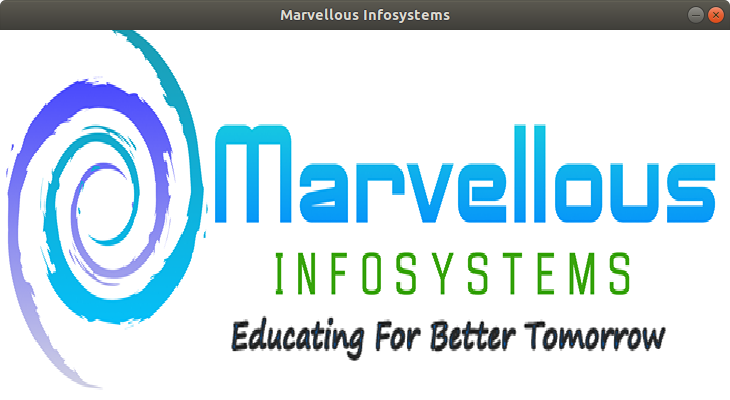 Marvellous Infosystems
Marvellous
INFOSYSTEMS
Educating For Better Tomorrow